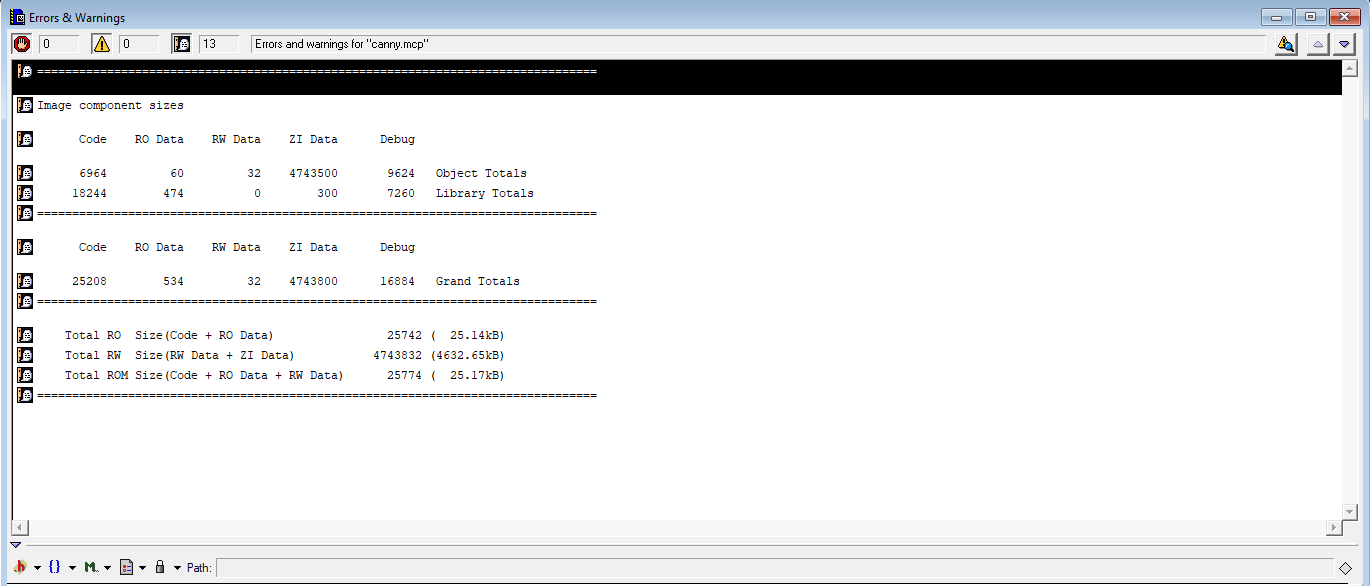 Errors & Warnings
0 0 13 Errors and warnings for "canny.mcp"
================================================================================
Image component sizes
Code RO Data RW Data ZI Data Debug
6964 60 32 4743500 9624 Object Totals
18244 474 0 300 7260 Library Totals
================================================================================
Code RO Data RW Data ZI Data Debug
25208 534 32 4743800 16884 Grand Totals
================================================================================
Total RO Size(Code + RO Data) 25742 ( 25.14kB)
Total RW Size(RW Data + ZI Data) 4743832 (4632.65kB)
Total ROM Size(Code + RO Data + RW Data) 25774 ( 25.17kB)
================================================================================
h {} M. Path: